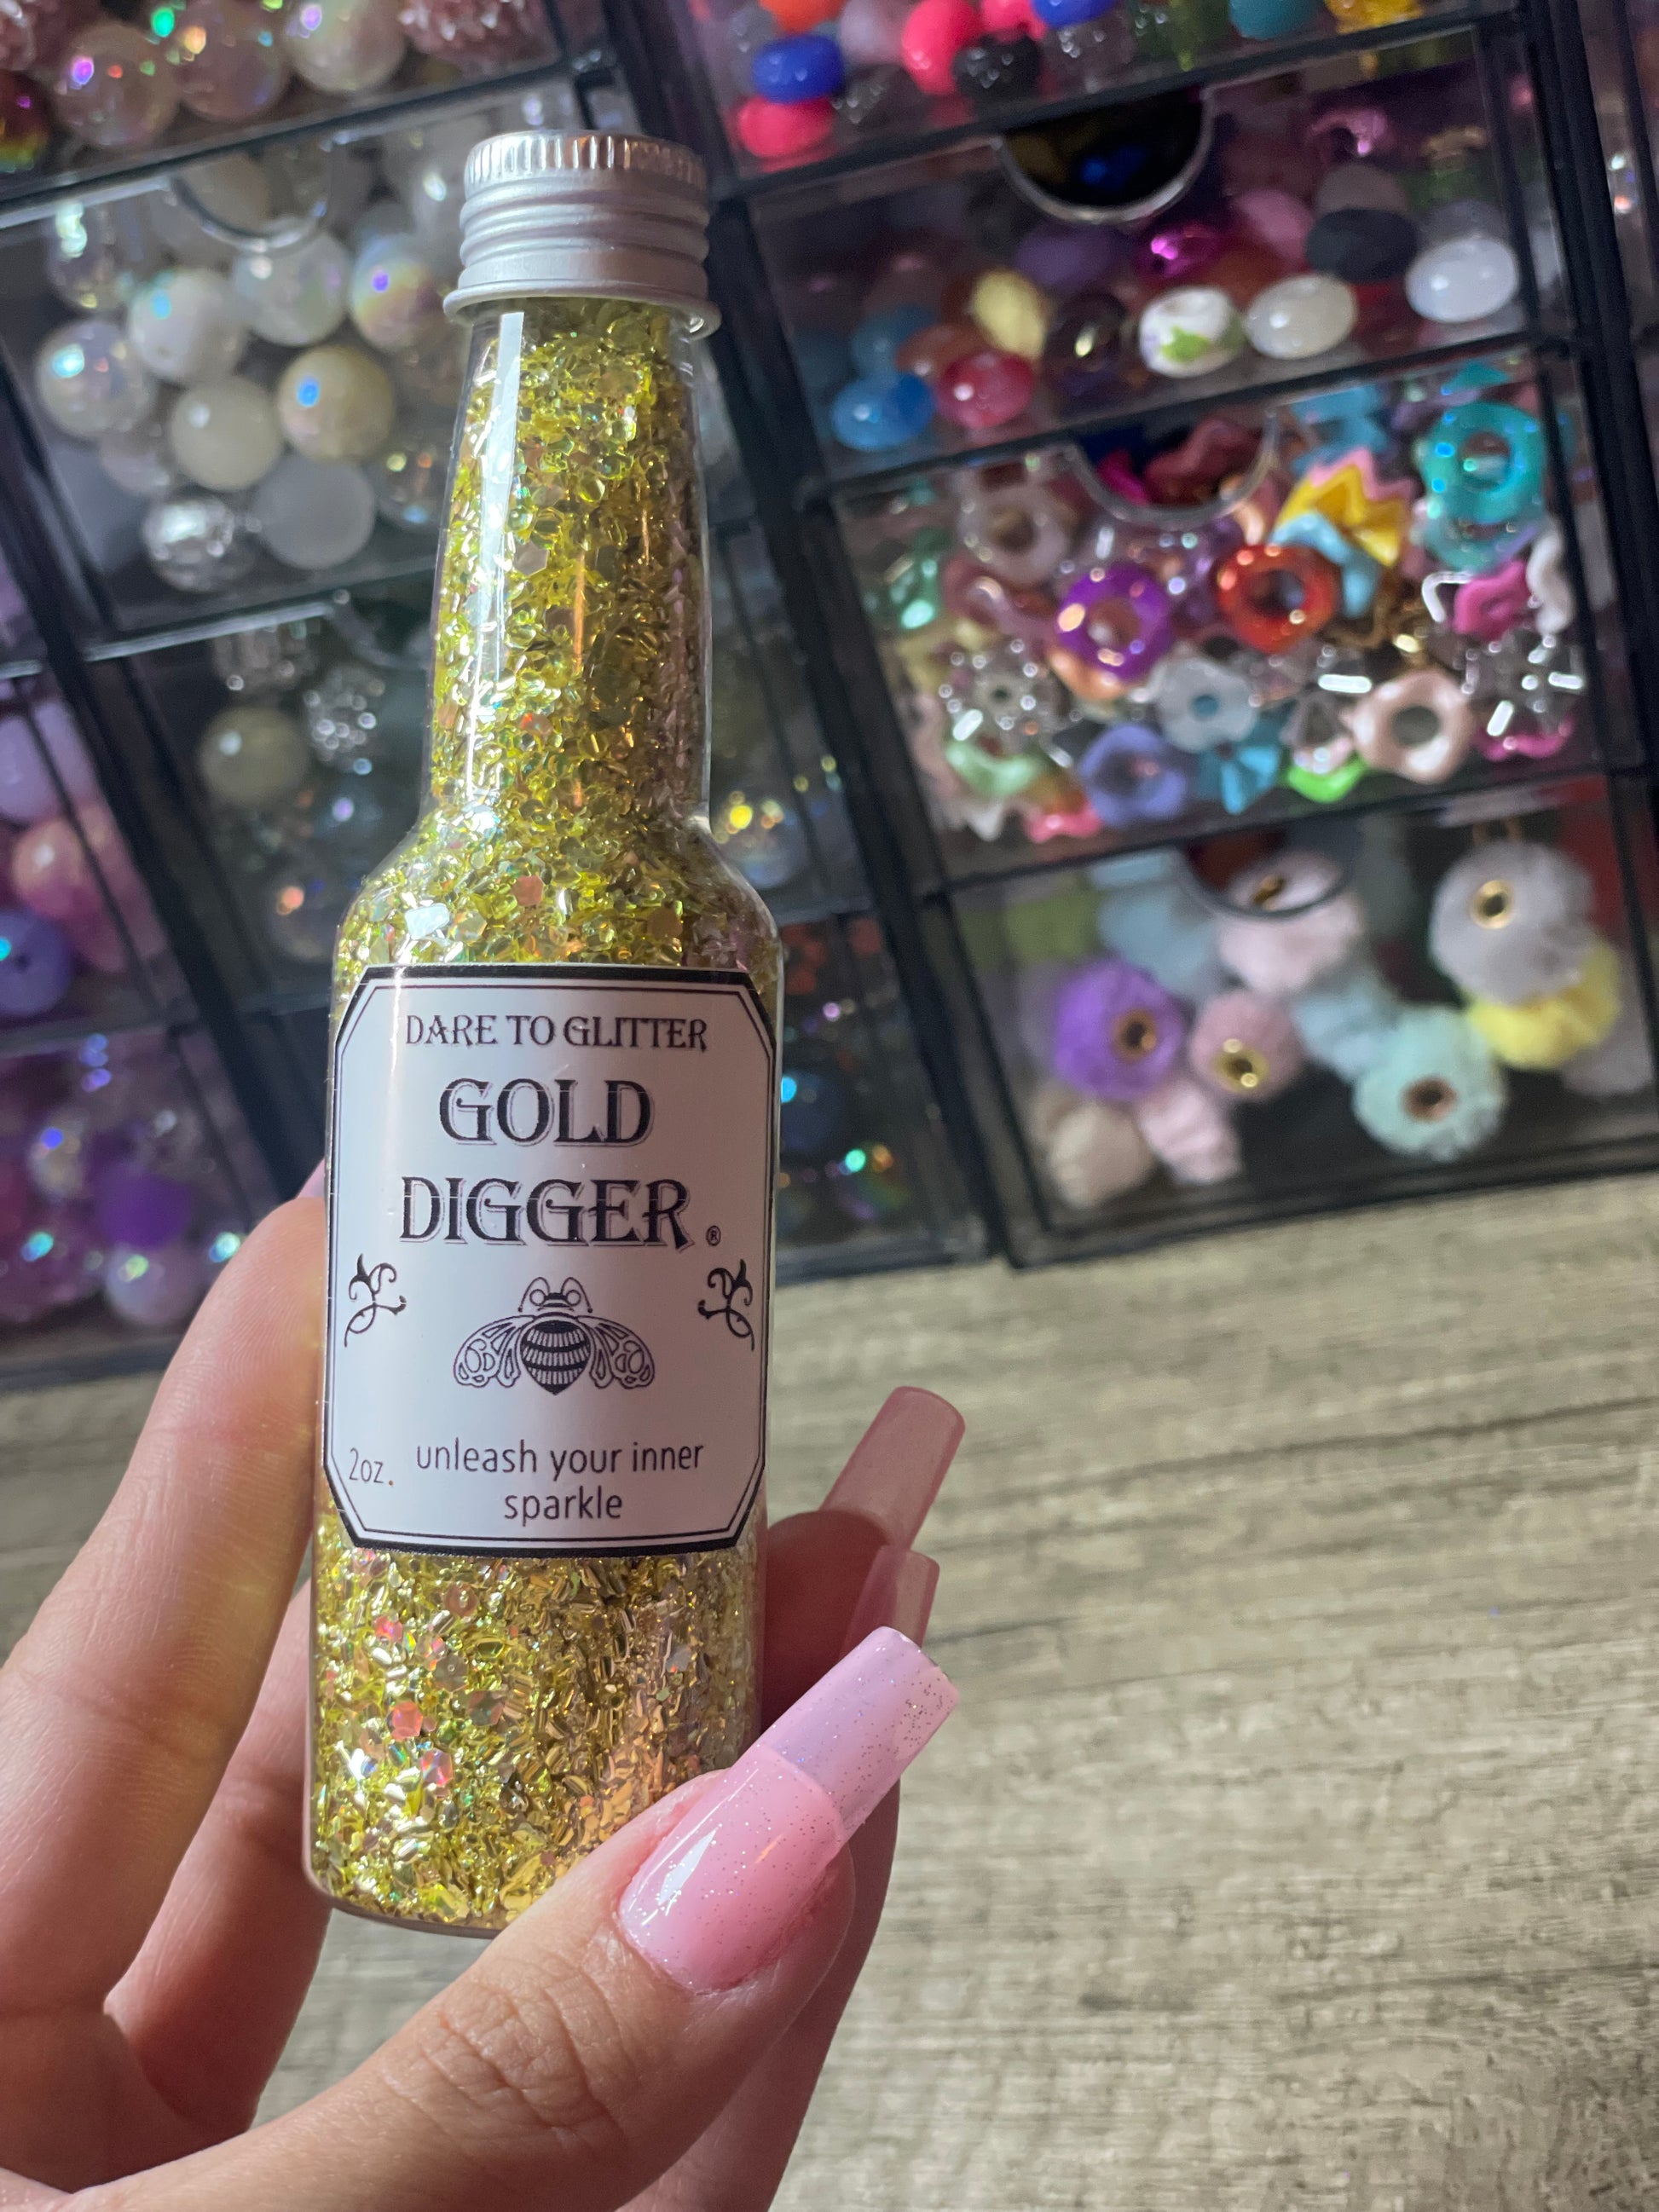 DARE TO GLITTER
GOLD
DIGGER®
2oz. unleash your inner
sparkle